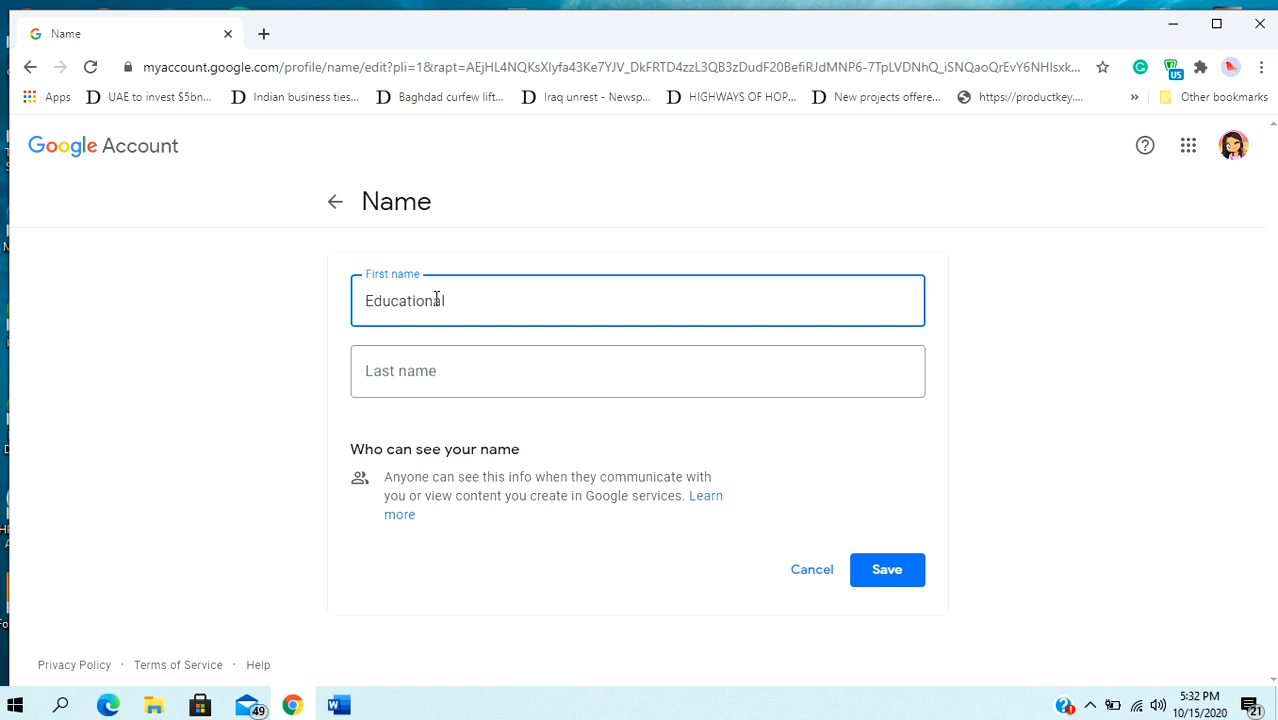 Name
myaccount.google.com/profile/name/edit?pli=1&rapt=AEjHL4NQKsXIyfa43Ke7YJV_DkFRTD4zzL3QB3zDudF20BefiRJdMNP6-7TpLVDNhQ_iSNQaoQrEvY6NHIsxk...
US
Apps
UAE to invest $5bn...
Indian business ties...
Baghdad curfew lift...
Iraq unrest - Newsp...
HIGHWAYS OF HOP...
New projects offere...
https://productkey....
»
Other bookmarks
Google Account
Name
First name
Educational
Last name
Who can see your name
Anyone can see this info when they communicate with
you or view content you create in Google services. Learn
more
Cancel
Save
Privacy Policy · Terms of Service · Help
49
5:32 PM
10/15/2020
21